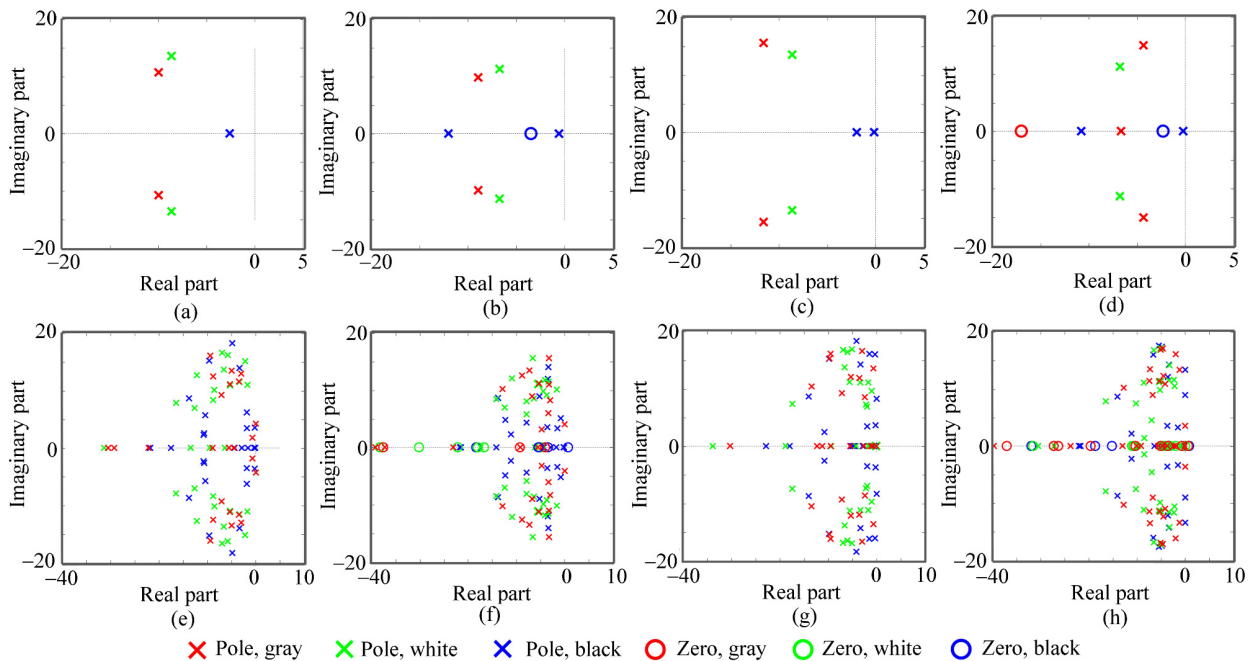 20
20
20
20
Imaginary part
Imaginary part
Imaginary part
Imaginary part
0
0
0
0
−20
−20
−20
−20
−20
0
5
−20
0
5
−20
0
5
−20
0
5
Real part
Real part
Real part
Real part
(a)
(b)
(c)
(d)
20
20
20
20
Imaginary part
Imaginary part
Imaginary part
Imaginary part
0
0
0
0
−20
−20
−20
−20
−40
0
10
−40
0
10
−40
0
10
−40
0
10
Real part
Real part
Real part
Real part
(e)
(f)
(g)
(h)
Pole, gray
Pole, white
Pole, black
Zero, gray
Zero, white
Zero, black